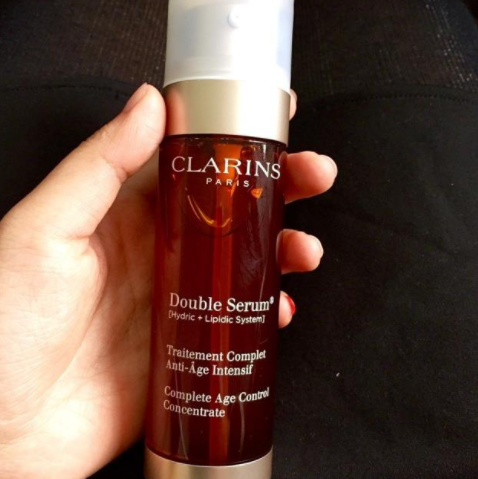 CLARINS
PARIS
Double Serum®
[Hydric + Lipidic System]
Traitement Complet
Anti-Âge Intensif
Complete Age Control
Concentrate